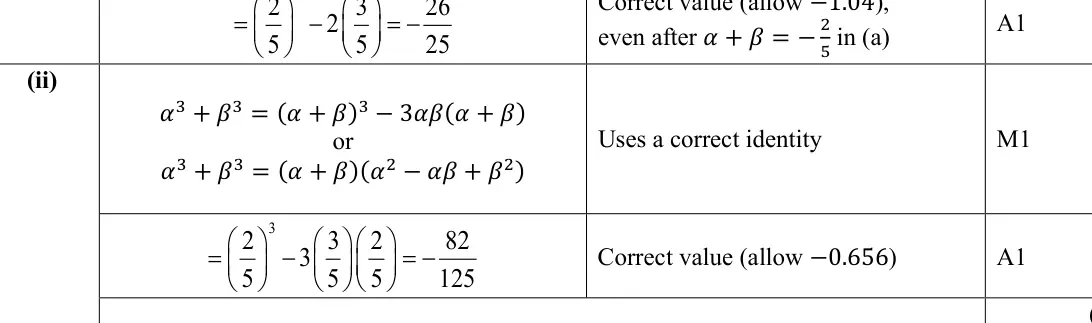 = (2/5) − 2(3/5) = −26/25
Correct value (allow −1.04),
even after α + β = −2/5 in (a)
A1
(ii)
α³ + β³ = (α + β)³ − 3αβ(α + β)
or
α³ + β³ = (α + β)(α² − αβ + β²)
Uses a correct identity
M1
= (2/5)³ − 3(3/5)(2/5) = −82/125
Correct value (allow −0.656)
A1